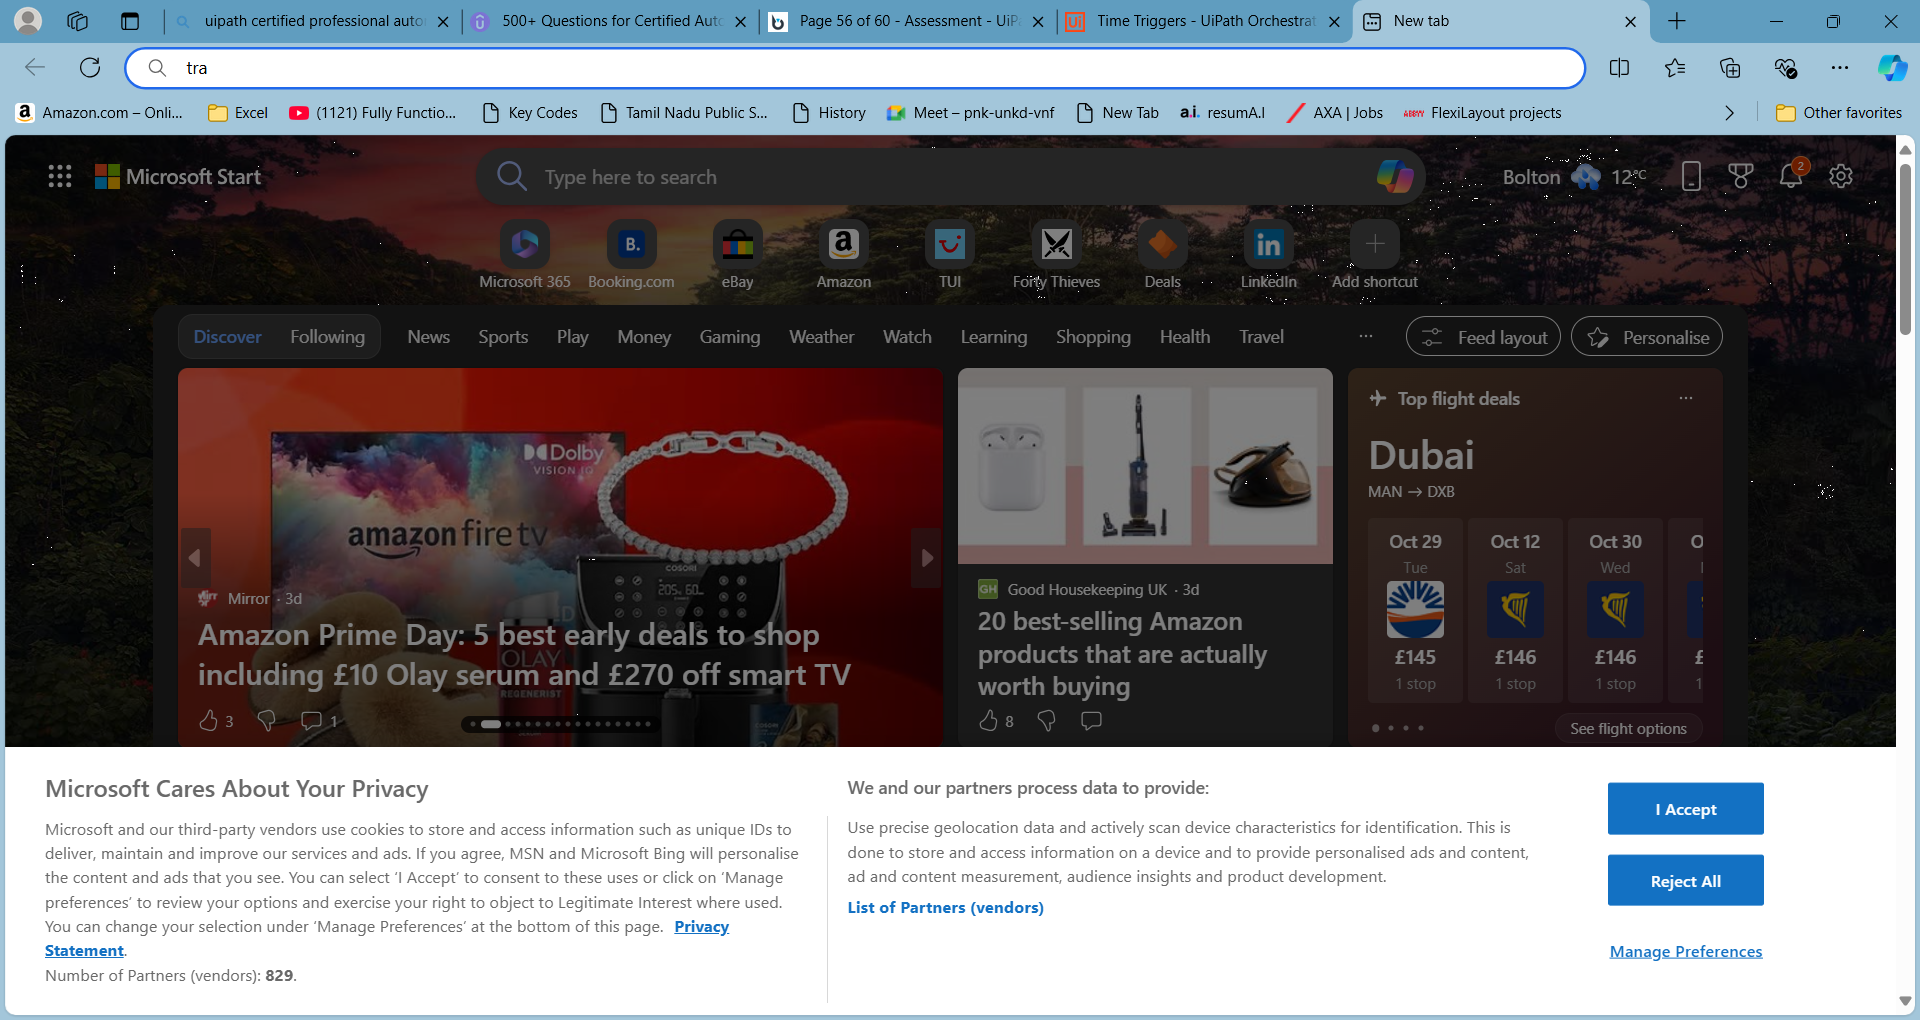 uipath certified professional auto
500+ Questions for Certified Auto
Page 56 of 60 - Assessment - UiPa
Time Triggers - UiPath Orchestrat
New tab
tra
Amazon.com – Onli...
Excel
(1121) Fully Functio...
Key Codes
Tamil Nadu Public S...
History
Meet – pnk-unkd-vnf
New Tab
a.i. resumA.I
AXA | Jobs
ABBYY FlexiLayout projects
Other favorites
Microsoft Start
Type here to search
Bolton
12°C
2
Microsoft 365
B.
Booking.com
eBay
Amazon
TUI
Forty Thieves
Deals
LinkedIn
Add shortcut
Discover
Following
News
Sports
Play
Money
Gaming
Weather
Watch
Learning
Shopping
Health
Travel
Feed layout
Personalise
Dolby
VISION IQ
amazon fire tv
COSORI
Mirror · 3d
Amazon Prime Day: 5 best early deals to shop
including £10 Olay serum and £270 off smart TV
OLAY
REGENERIST
3
1
GH Good Housekeeping UK · 3d
20 best-selling Amazon
products that are actually
worth buying
8
Top flight deals
Dubai
MAN → DXB
Oct 29
Tue
£145
1 stop
Oct 12
Sat
£146
1 stop
Oct 30
Wed
£146
1 stop
See flight options
Microsoft Cares About Your Privacy
Microsoft and our third-party vendors use cookies to store and access information such as unique IDs to
deliver, maintain and improve our services and ads. If you agree, MSN and Microsoft Bing will personalise
the content and ads that you see. You can select ‘I Accept’ to consent to these uses or click on ‘Manage
preferences’ to review your options and exercise your right to object to Legitimate Interest where used.
You can change your selection under ‘Manage Preferences’ at the bottom of this page. Privacy
Statement.
Number of Partners (vendors): 829.
We and our partners process data to provide:
Use precise geolocation data and actively scan device characteristics for identification. This is
done to store and access information on a device and to provide personalised ads and content,
ad and content measurement, audience insights and product development.
List of Partners (vendors)
I Accept
Reject All
Manage Preferences